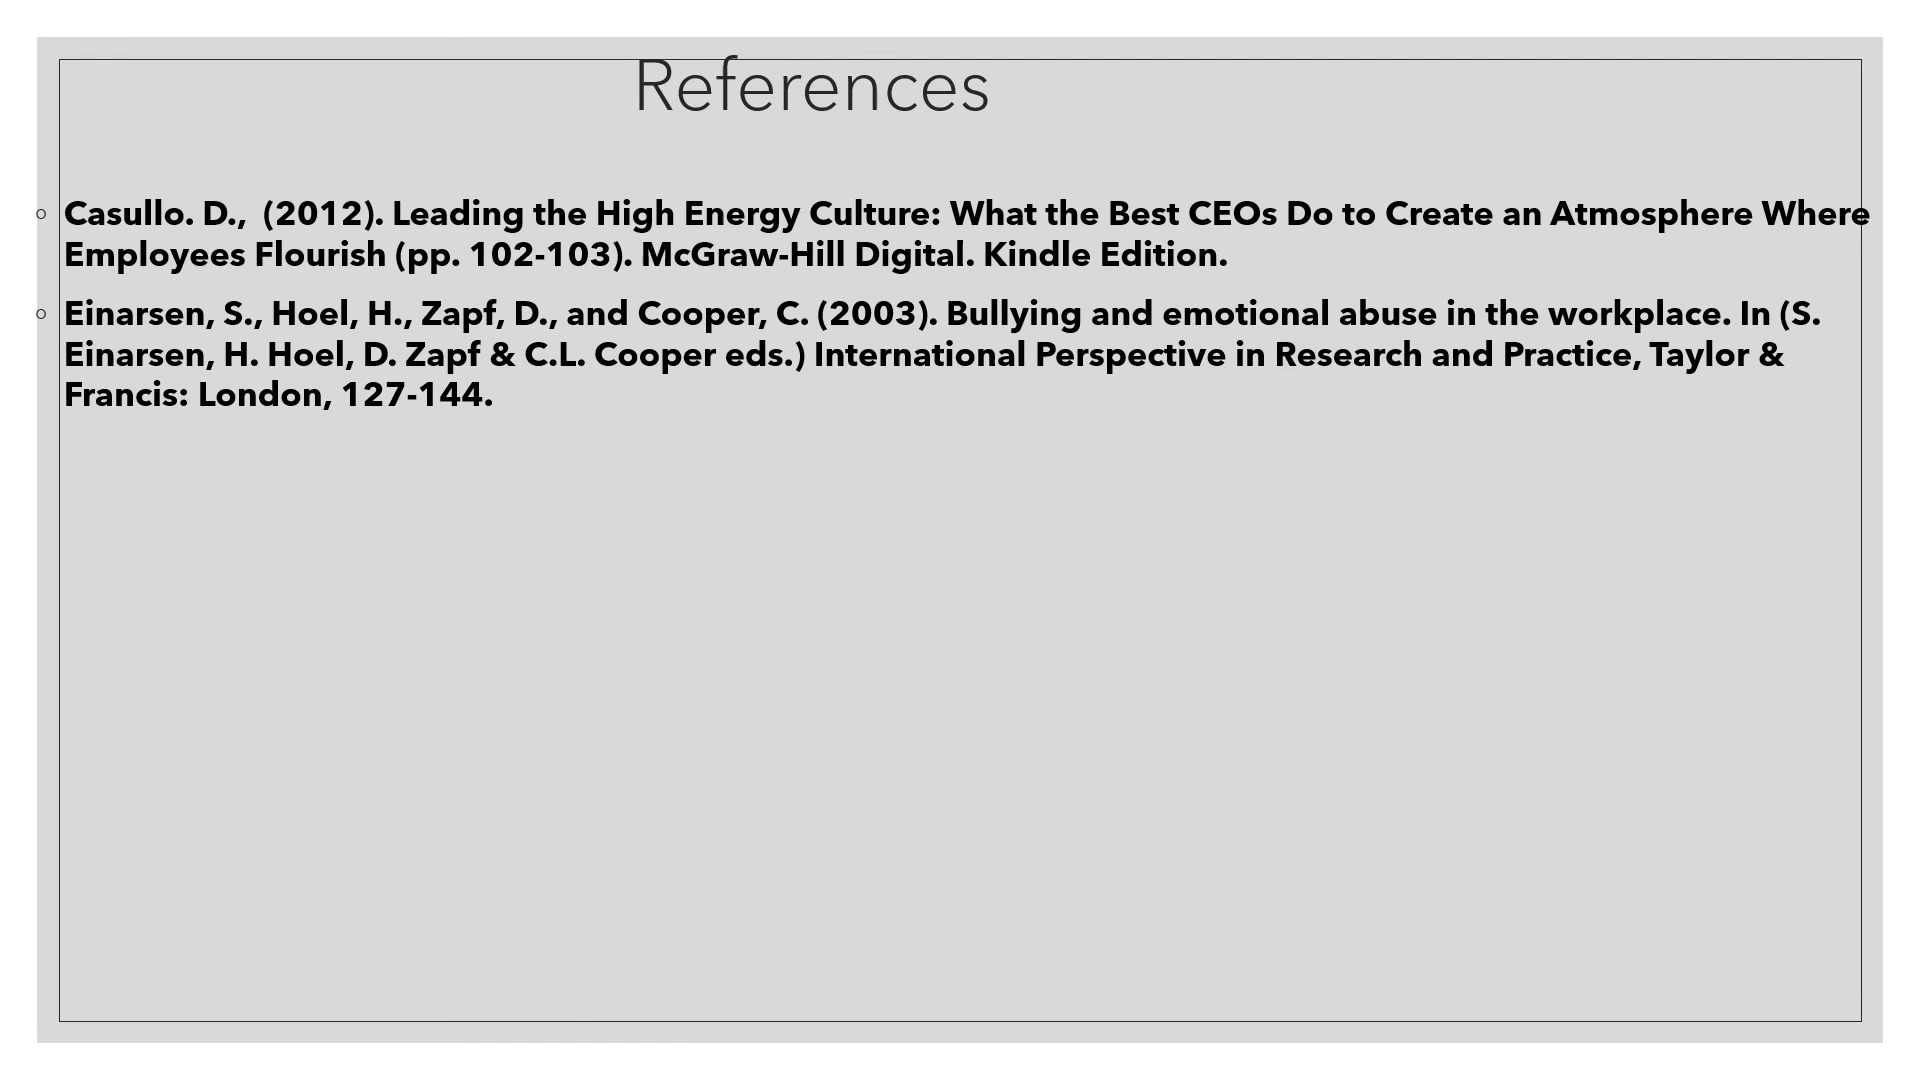 References
◦ Casullo. D.,  (2012). Leading the High Energy Culture: What the Best CEOs Do to Create an Atmosphere Where
Employees Flourish (pp. 102-103). McGraw-Hill Digital. Kindle Edition.
◦ Einarsen, S., Hoel, H., Zapf, D., and Cooper, C. (2003). Bullying and emotional abuse in the workplace. In (S.
Einarsen, H. Hoel, D. Zapf & C.L. Cooper eds.) International Perspective in Research and Practice, Taylor &
Francis: London, 127-144.